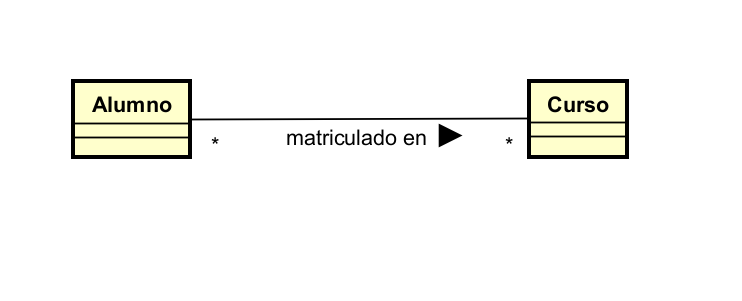 Alumno
Curso
* matriculado en *